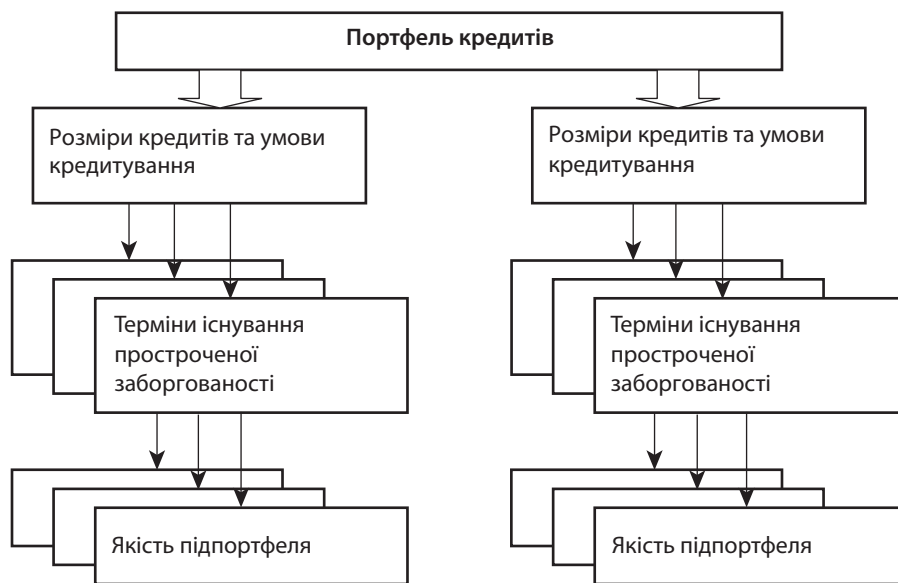 Портфель кредитів
Розміри кредитів та умови
кредитування
Розміри кредитів та умови
кредитування
Терміни існування
простроченої
заборгованості
Терміни існування
простроченої
заборгованості
Якість підпортфеля
Якість підпортфеля